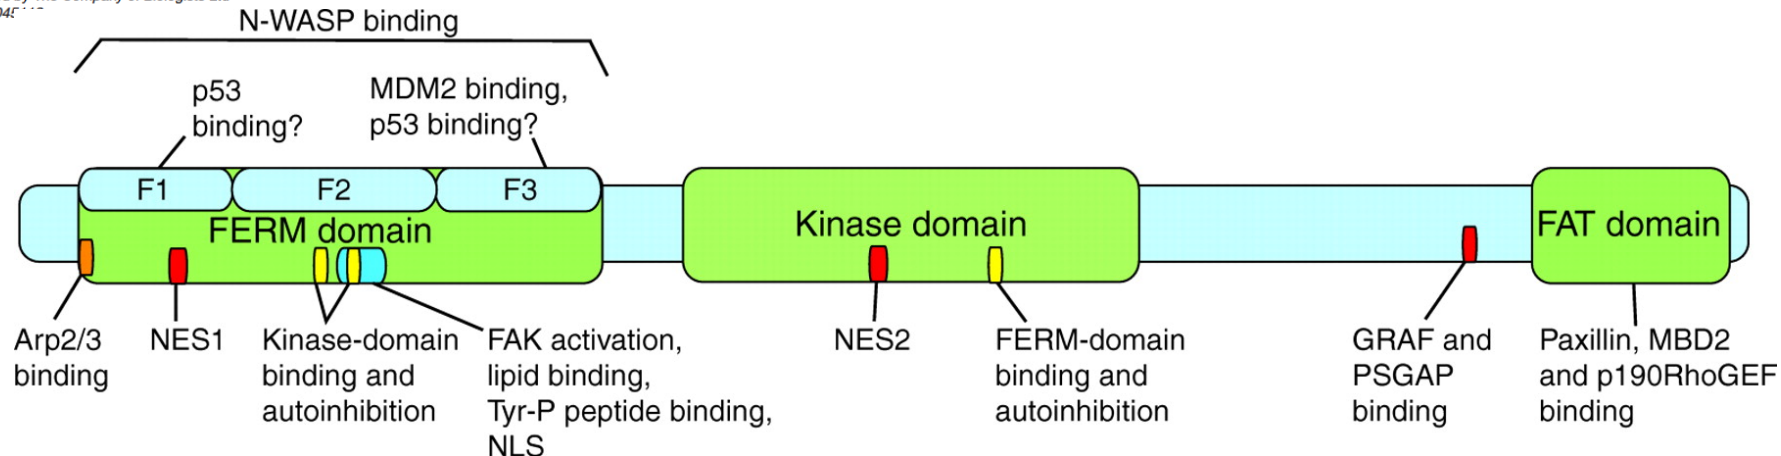 N-WASP binding
p53
binding?
MDM2 binding,
p53 binding?
F1
F2
F3
FERM domain
Kinase domain
FAT domain
Arp2/3
binding
NES1
Kinase-domain
binding and
autoinhibition
FAK activation,
lipid binding,
Tyr-P peptide binding,
NLS
NES2
FERM-domain
binding and
autoinhibition
GRAF and
PSGAP
binding
Paxillin, MBD2
and p190RhoGEF
binding